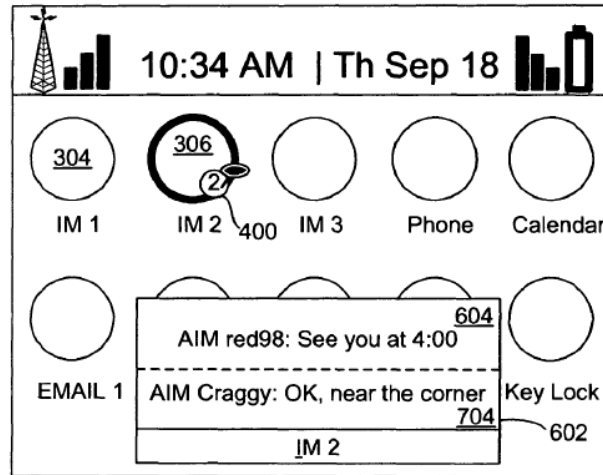 10:34 AM | Th Sep 18
304
306
2
400
IM 1
IM 2
IM 3
Phone
Calendar
604
AIM red98: See you at 4:00
EMAIL 1
AIM Craggy: OK, near the corner
Key Lock
704
602
IM 2